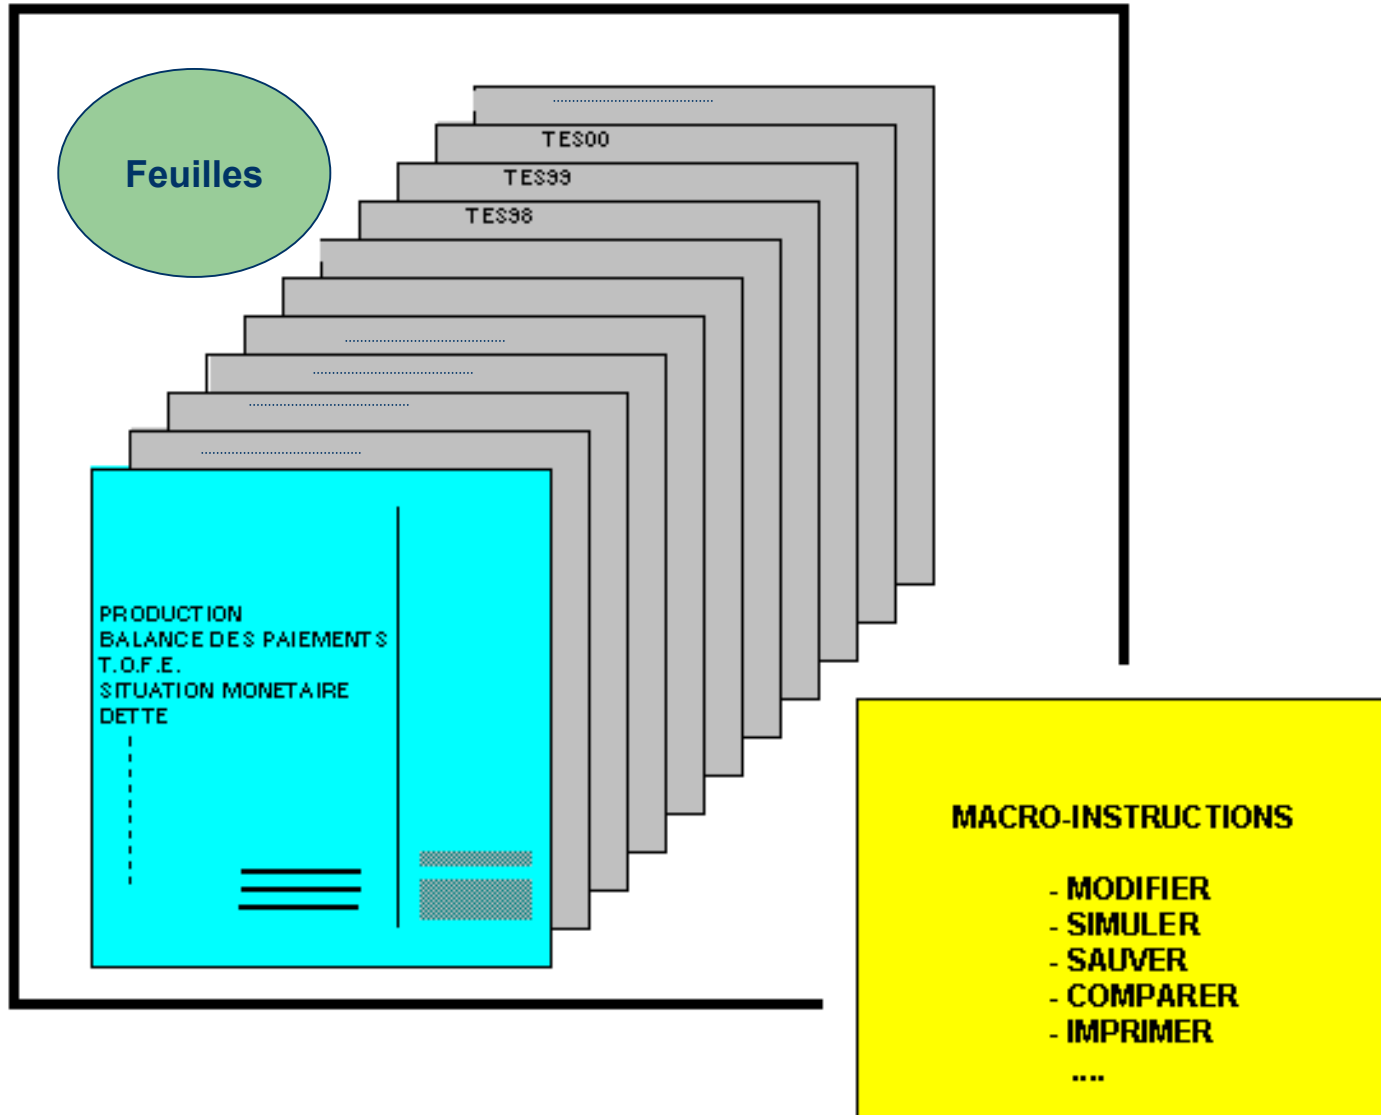 Feuilles
TES00
TES99
TES98
PRODUCTION
BALANCE DES PAIEMENTS
T.O.F.E.
SITUATION MONETAIRE
DETTE
MACRO-INSTRUCTIONS
- MODIFIER
- SIMULER
- SAUVER
- COMPARER
- IMPRIMER
....